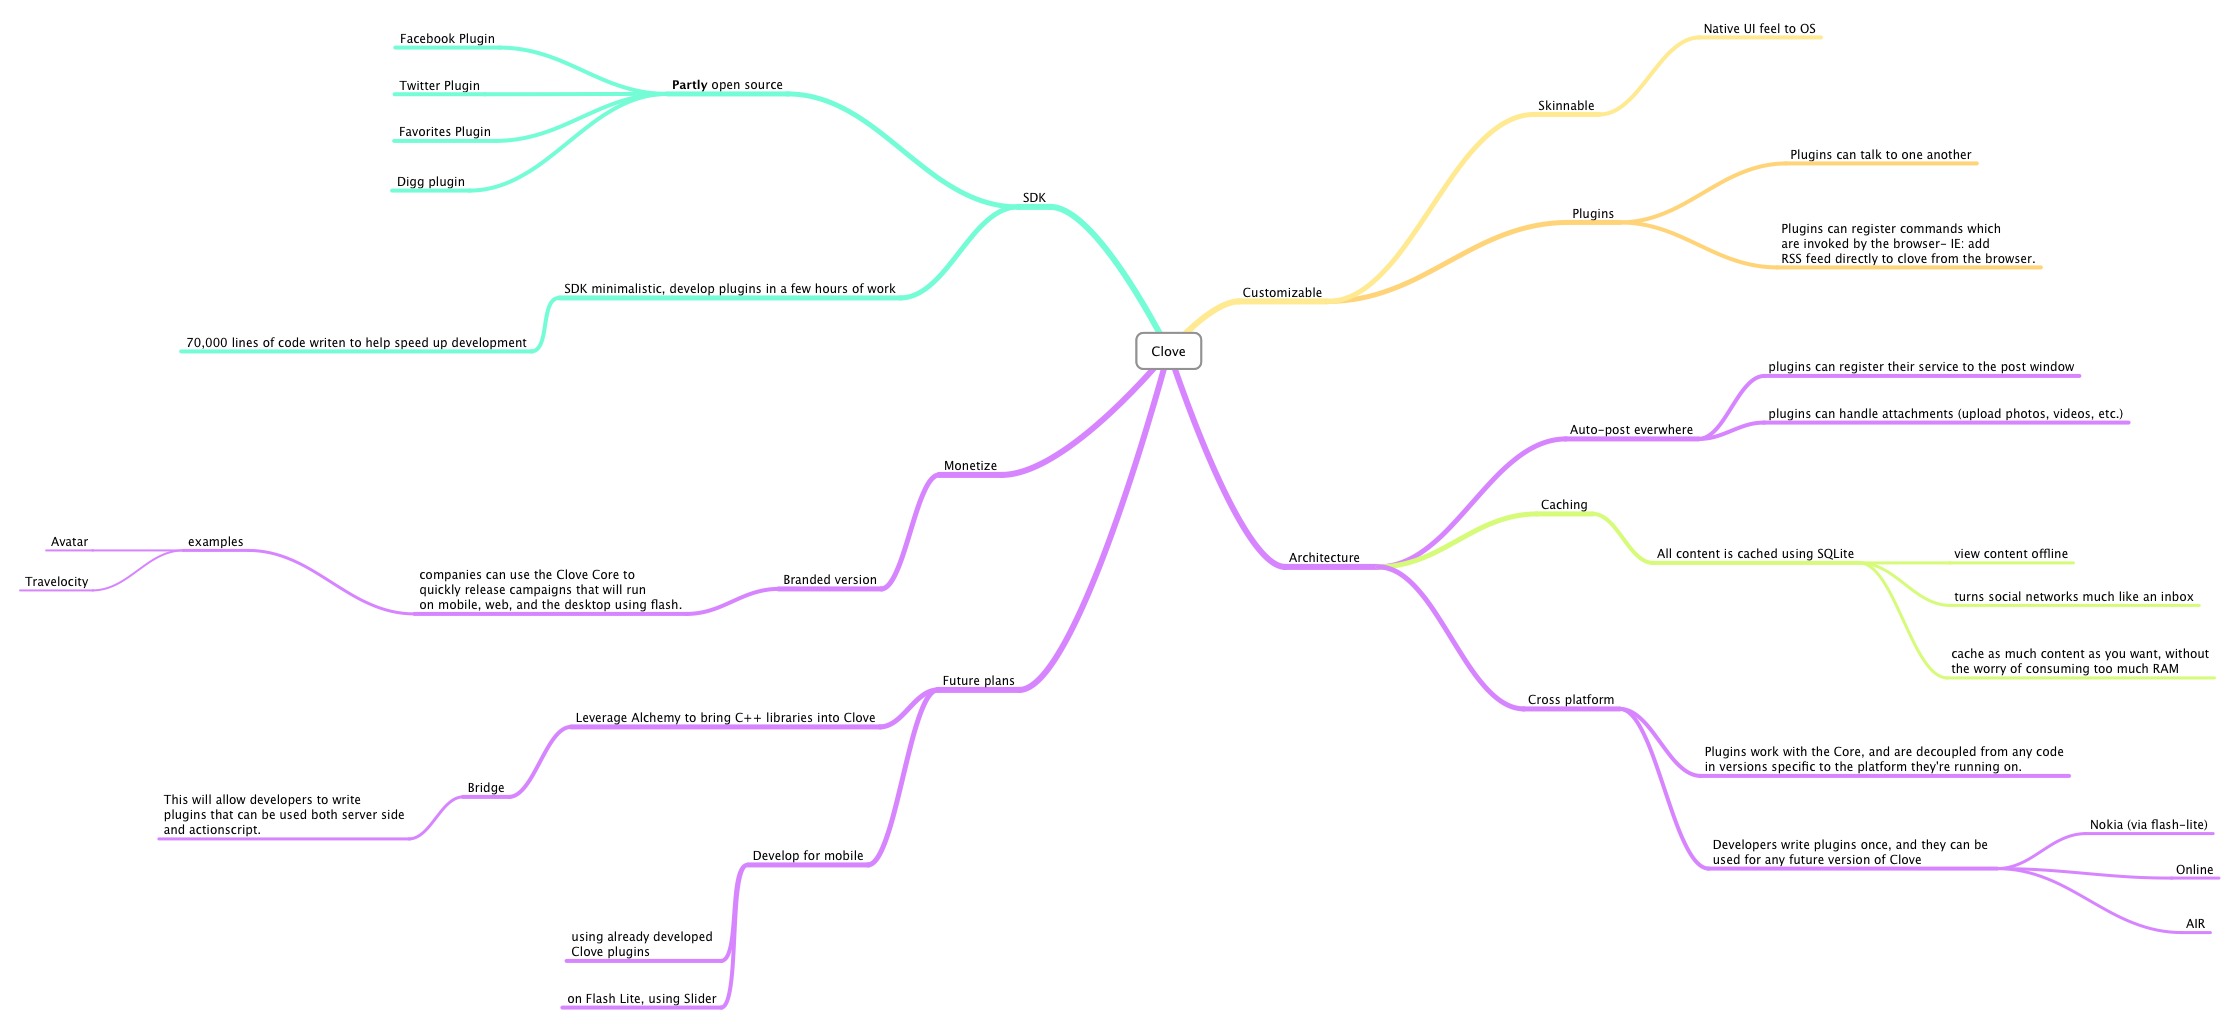 Clove
SDK
Partly open source
Facebook Plugin
Twitter Plugin
Favorites Plugin
Digg plugin
SDK minimalistic, develop plugins in a few hours of work
70,000 lines of code writen to help speed up development
Monetize
Branded version
companies can use the Clove Core to
quickly release campaigns that will run
on mobile, web, and the desktop using flash.
examples
Avatar
Travelocity
Future plans
Leverage Alchemy to bring C++ libraries into Clove
Bridge
This will allow developers to write
plugins that can be used both server side
and actionscript.
Develop for mobile
using already developed
Clove plugins
on Flash Lite, using Slider
Customizable
Skinnable
Native UI feel to OS
Plugins
Plugins can talk to one another
Plugins can register commands which
are invoked by the browser- IE: add
RSS feed directly to clove from the browser.
Architecture
Auto-post everwhere
plugins can register their service to the post window
plugins can handle attachments (upload photos, videos, etc.)
Caching
All content is cached using SQLite
view content offline
turns social networks much like an inbox
cache as much content as you want, without
the worry of consuming too much RAM
Cross platform
Plugins work with the Core, and are decoupled from any code
in versions specific to the platform they're running on.
Developers write plugins once, and they can be
used for any future version of Clove
Nokia (via flash-lite)
Online
AIR